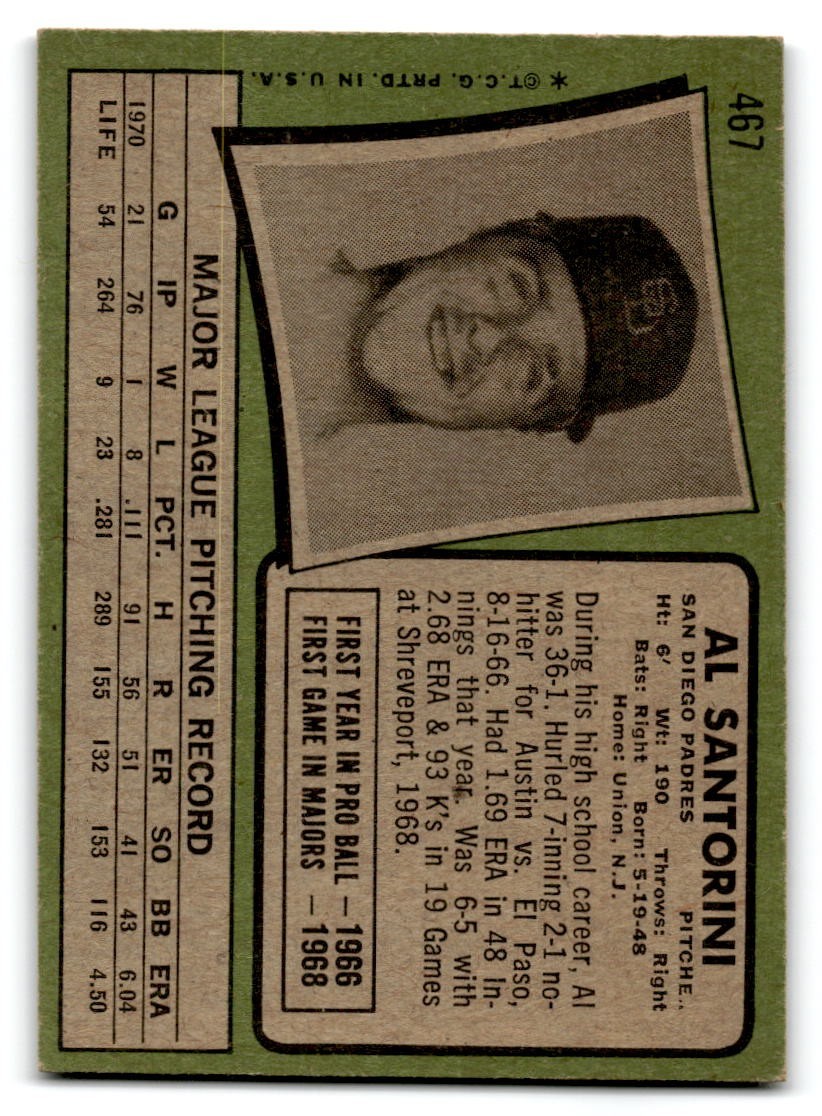 467
AL SANTORINI
SAN DIEGO PADRES PITCHE
Ht: 6' Wt: 190 Throws: Right
Bats: Right Born: 5-19-48
Home: Union, N.J.
During his high school career, Al
was 36-1. Hurled 7-inning 2-1 no-
hitter for Austin vs. El Paso,
8-16-66. Had 1.69 ERA in 48 in-
nings that year. Was 6-5 with
2.68 ERA & 93 K's in 19 Games
at Shreveport, 1968.
FIRST YEAR IN PRO BALL — 1966
FIRST GAME IN MAJORS — 1968
SD
*©T.C.G. PRTD. IN U.S.A.
MAJOR LEAGUE PITCHING RECORD
G IP W L PCT. H R ER SO BB ERA
1970 21 76 1 8 .111 91 56 51 41 43 6.04
LIFE 54 264 9 23 .281 289 155 132 153 116 4.50